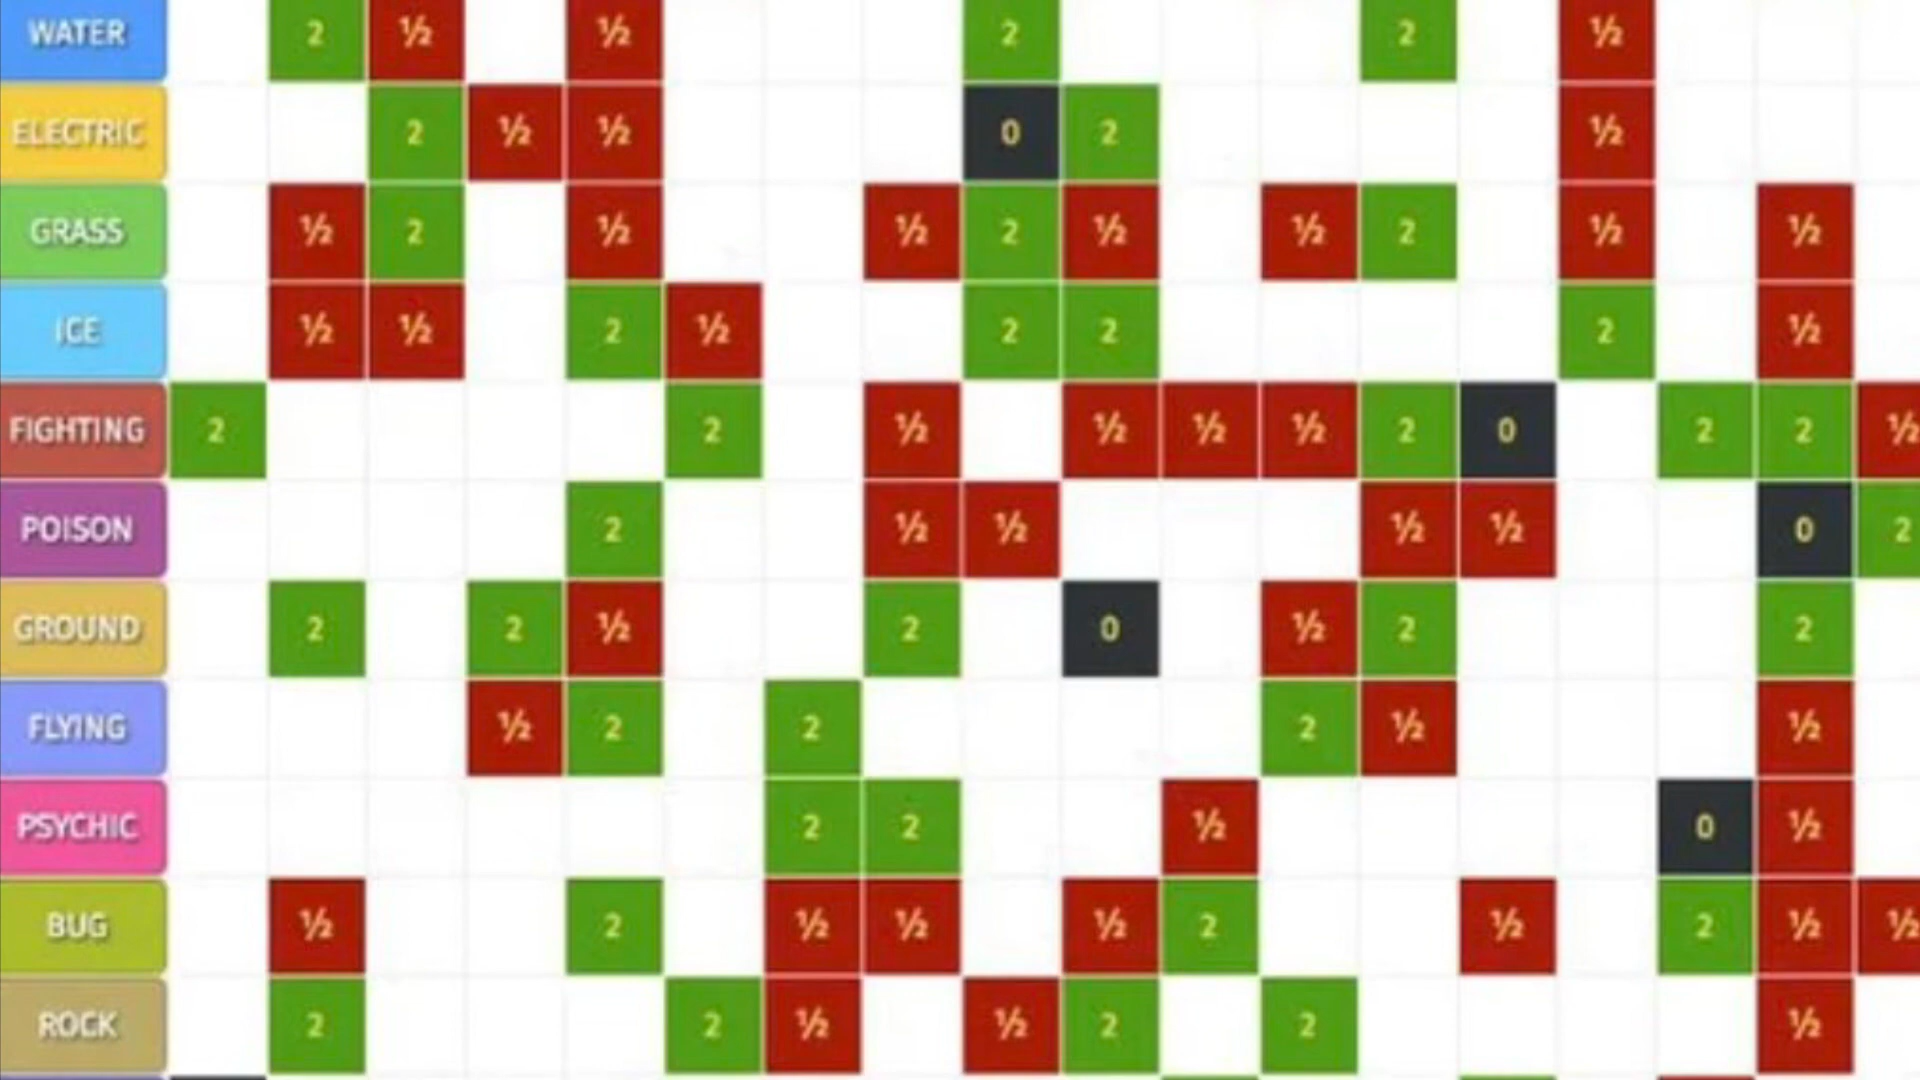 WATER 2 ½ ½ 2 2 ½
ELECTRIC 2 ½ ½ 0 2 ½
GRASS ½ 2 ½ ½ 2 ½ ½ 2 ½ ½
ICE ½ ½ 2 ½ 2 2 2 ½
FIGHTING 2 2 ½ ½ ½ ½ 2 0 2 2 ½
POISON 2 ½ ½ ½ ½ 0 2
GROUND 2 2 ½ 2 0 ½ 2 2
FLYING ½ 2 2 2 ½ ½
PSYCHIC 2 2 ½ 0 ½
BUG ½ 2 ½ ½ ½ 2 ½ 2 ½ ½
ROCK 2 2 ½ ½ 2 2 ½